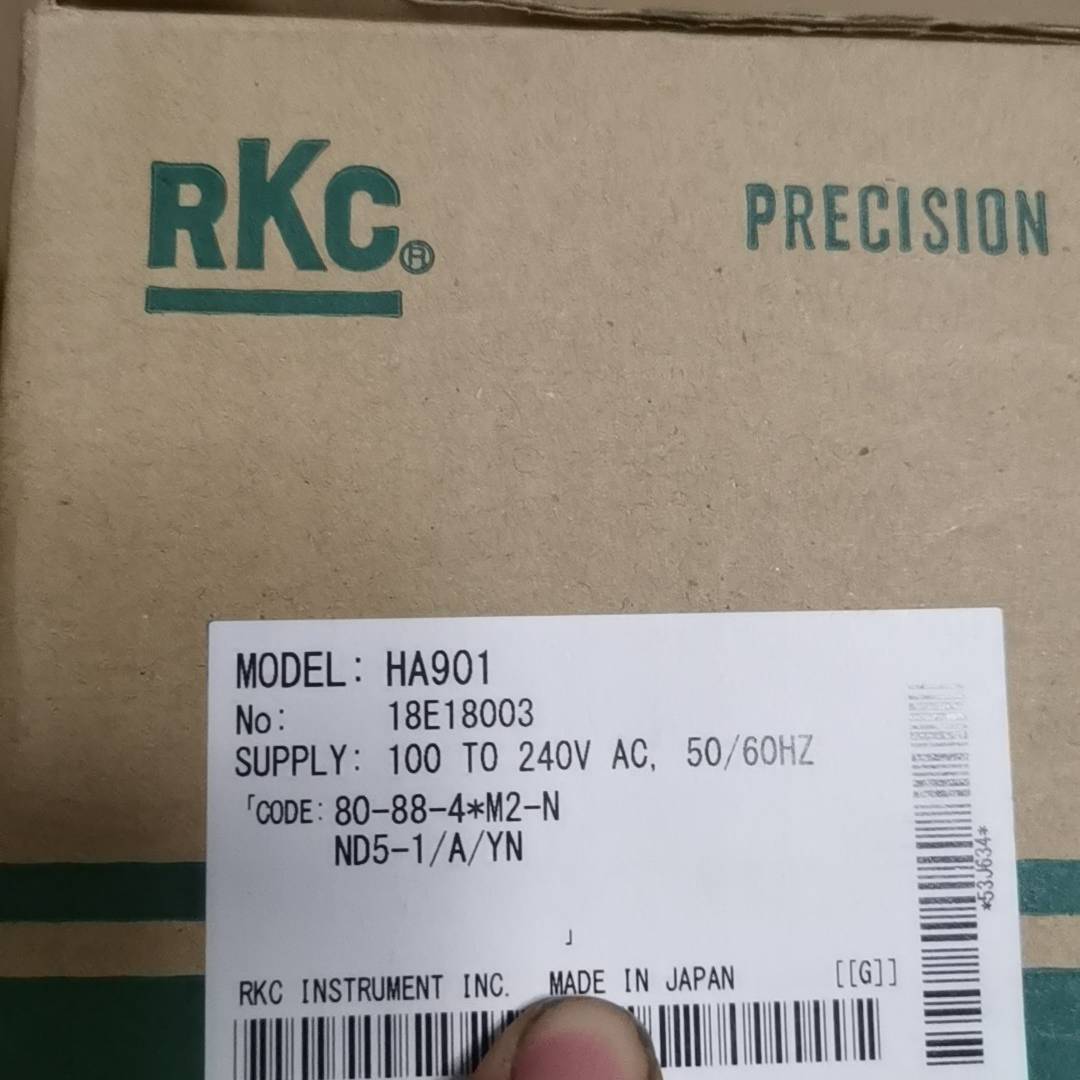 RKC®
PRECISION
MODEL: HA901
No: 18E18003
SUPPLY: 100 TO 240V AC, 50/60HZ
「CODE: 80-88-4*M2-N
ND5-1/A/YN
」
RKC INSTRUMENT INC. MADE IN JAPAN [[G]]
*53J634*